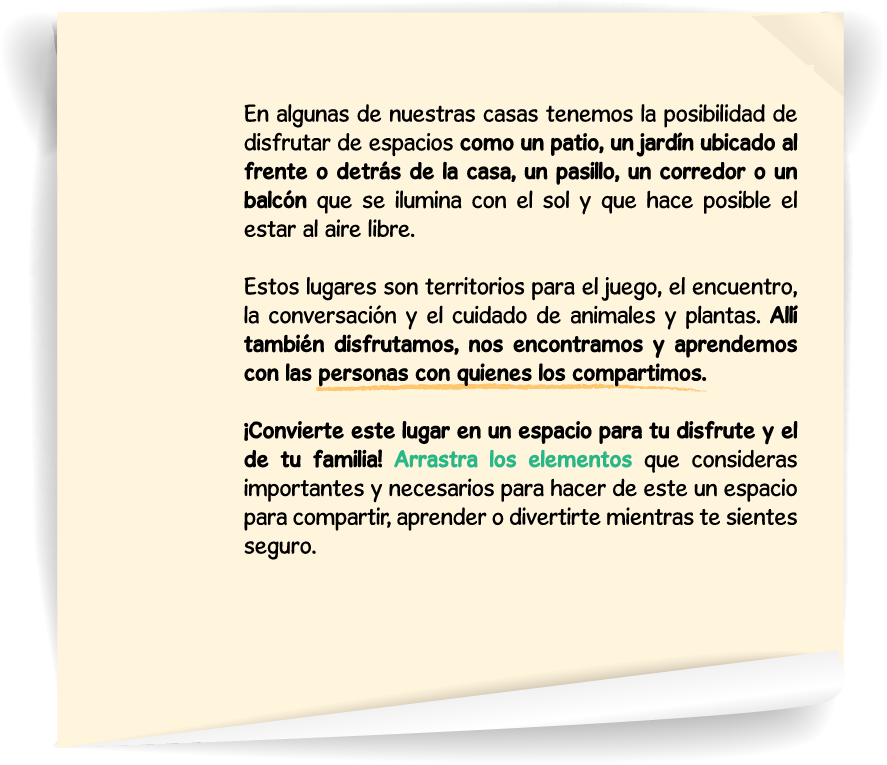 En algunas de nuestras casas tenemos la posibilidad de
disfrutar de espacios como un patio, un jardín ubicado al
frente o detrás de la casa, un pasillo, un corredor o un
balcón que se ilumina con el sol y que hace posible el
estar al aire libre.
Estos lugares son territorios para el juego, el encuentro,
la conversación y el cuidado de animales y plantas. Allí
también disfrutamos, nos encontramos y aprendemos
con las personas con quienes los compartimos.
¡Convierte este lugar en un espacio para tu disfrute y el
de tu familia! Arrastra los elementos que consideras
importantes y necesarios para hacer de este un espacio
para compartir, aprender o divertirte mientras te sientes
seguro.